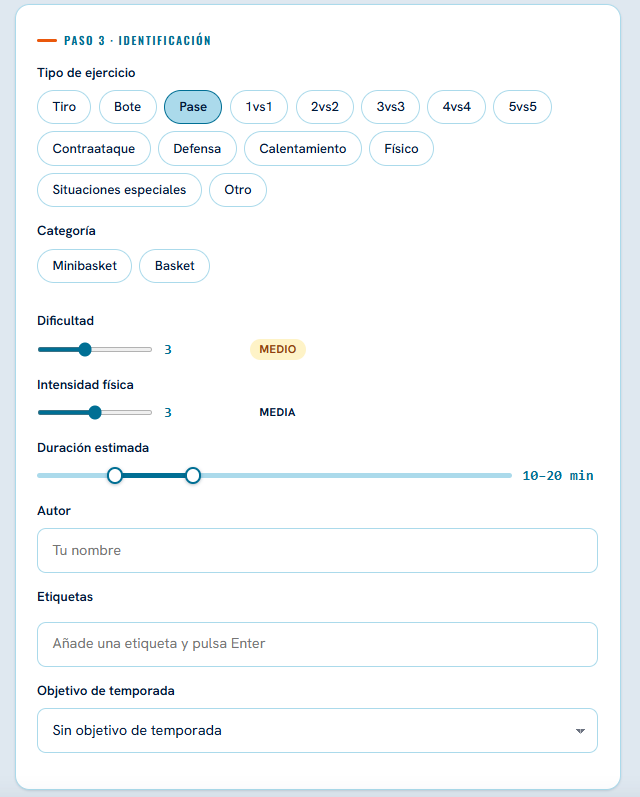 PASO 3 · IDENTIFICACIÓN
Tipo de ejercicio
Tiro Bote Pase 1vs1 2vs2 3vs3 4vs4 5vs5
Contraataque Defensa Calentamiento Físico
Situaciones especiales Otro
Categoría
Minibasket Basket
Dificultad
3 MEDIO
Intensidad física
3 MEDIA
Duración estimada
10–20 min
Autor
Tu nombre
Etiquetas
Añade una etiqueta y pulsa Enter
Objetivo de temporada
Sin objetivo de temporada